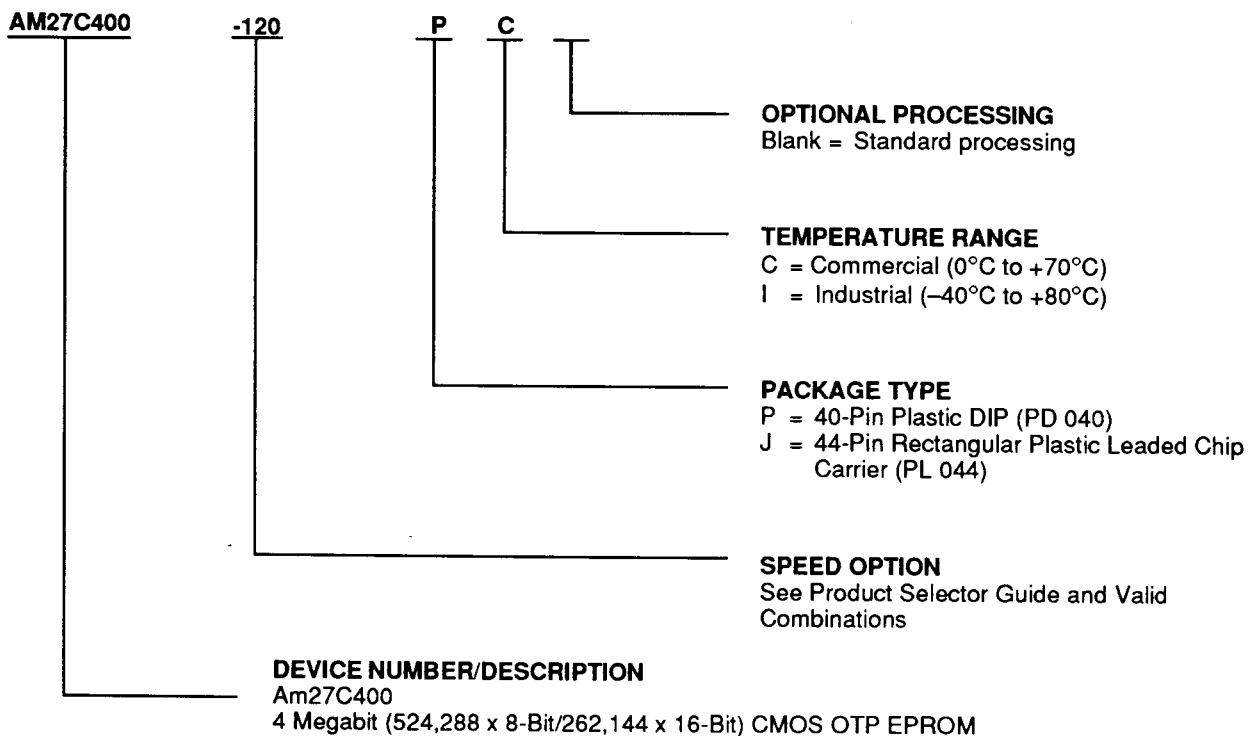 AM27C400 -120 P C
OPTIONAL PROCESSING
Blank = Standard processing
TEMPERATURE RANGE
C = Commercial (0°C to +70°C)
I = Industrial (–40°C to +80°C)
PACKAGE TYPE
P = 40-Pin Plastic DIP (PD 040)
J = 44-Pin Rectangular Plastic Leaded Chip
Carrier (PL 044)
SPEED OPTION
See Product Selector Guide and Valid
Combinations
DEVICE NUMBER/DESCRIPTION
Am27C400
4 Megabit (524,288 x 8-Bit/262,144 x 16-Bit) CMOS OTP EPROM